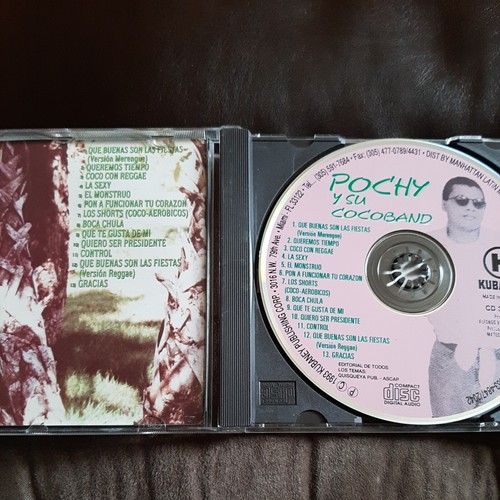 QUE BUENAS SON LAS FIESTAS
(Versión Merengue)
QUEREMOS TIEMPO
COCO CON REGGAE
LA SEXY
EL MONSTRUO
PON A FUNCIONAR TU CORAZON
LOS SHORTS (COCO-AEROBICOS)
BOCA CHULA
QUE TE GUSTA DE MI
QUIERO SER PRESIDENTE
CONTROL
QUE BUENAS SON LAS FIESTAS
(Versión Reggae)
GRACIAS
POCHY
Y SU
COCOBAND
1. QUE BUENAS SON LAS FIESTAS
(Versión Merengue)
2. QUEREMOS TIEMPO
3. COCO CON REGGAE
4. LA SEXY
5. EL MONSTRUO
6. PON A FUNCIONAR TU CORAZON
7. LOS SHORTS
(COCO-AEROBICOS)
8. BOCA CHULA
9. QUE TE GUSTA DE MI
10. QUIERO SER PRESIDENTE
11. CONTROL
12. QUE BUENAS SON LAS FIESTAS
(Versión Reggae)
13. GRACIAS
EDITORIAL DE TODOS
LOS TEMAS:
QUISQUEYA PUB. - ASCAP
COMPACT
disc
DIGITAL AUDIO
K
KUBA
MADE
CD
P C 1993 KUBANEY PUBLISHING CORP. • 3016 N.W. 79th Ave. • Miami, FL 33122 • Tel.: (305) 591-7684 • Fax: (305) 477-0789/4431 • DIST BY MANHATTAN LATIN